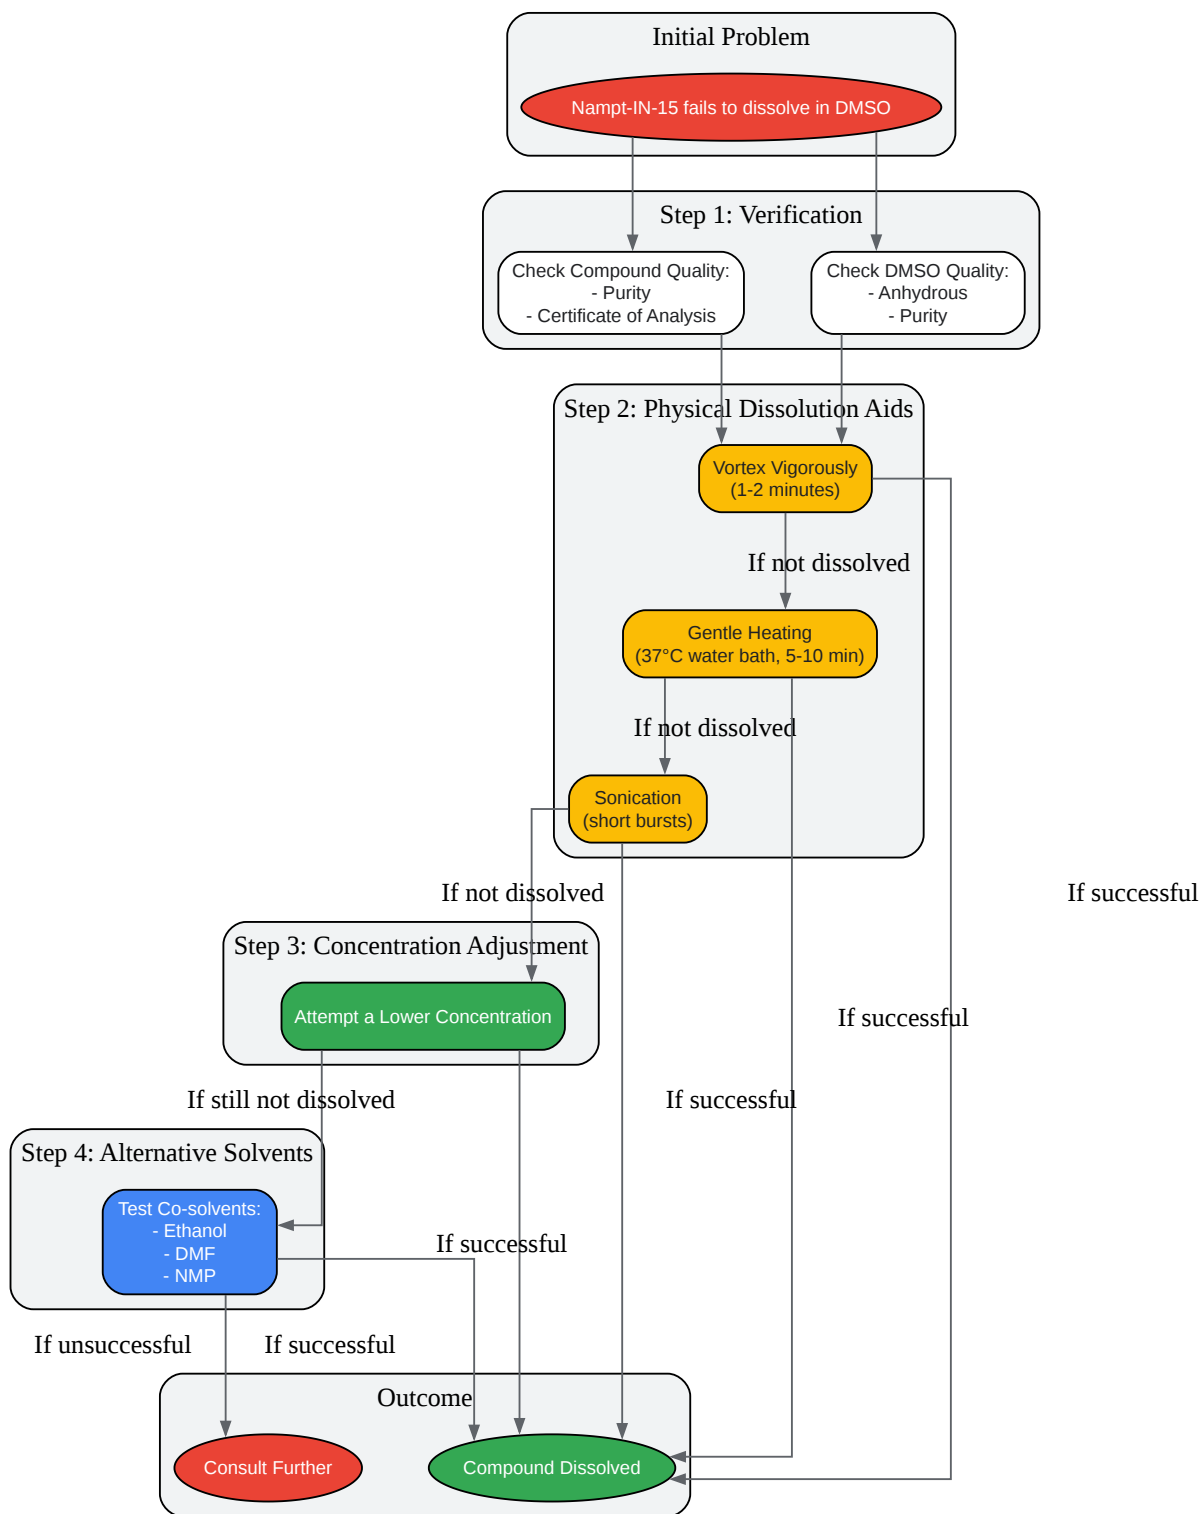 Initial Problem
Nampt-IN-15 fails to dissolve in DMSO
Step 1: Verification
Check Compound Quality:
- Purity
- Certificate of Analysis
Check DMSO Quality:
- Anhydrous
- Purity
Step 2: Physical Dissolution Aids
Vortex Vigorously
(1-2 minutes)
If not dissolved
Gentle Heating
(37°C water bath, 5-10 min)
If not dissolved
Sonication
(short bursts)
If not dissolved
If successful
Step 3: Concentration Adjustment
Attempt a Lower Concentration
If successful
If still not dissolved
If successful
Step 4: Alternative Solvents
Test Co-solvents:
- Ethanol
- DMF
- NMP
If successful
If unsuccessful
If successful
Outcome
Consult Further
Compound Dissolved